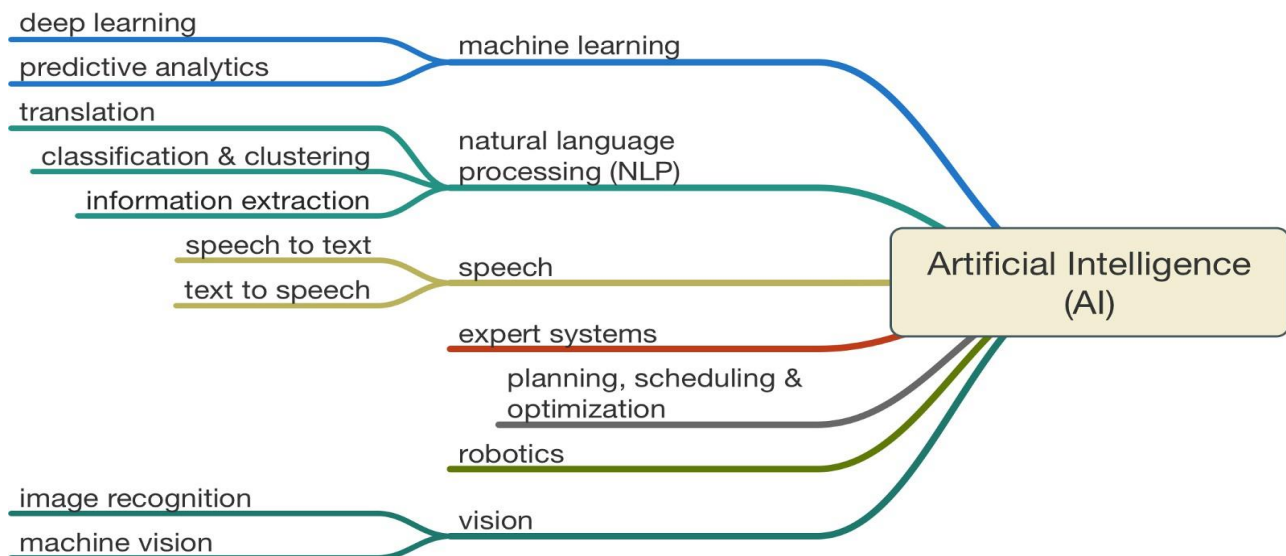 deep learning
predictive analytics
machine learning
translation
classification & clustering
information extraction
natural language
processing (NLP)
speech to text
text to speech
speech
Artificial Intelligence
(AI)
expert systems
planning, scheduling &
optimization
robotics
image recognition
machine vision
vision